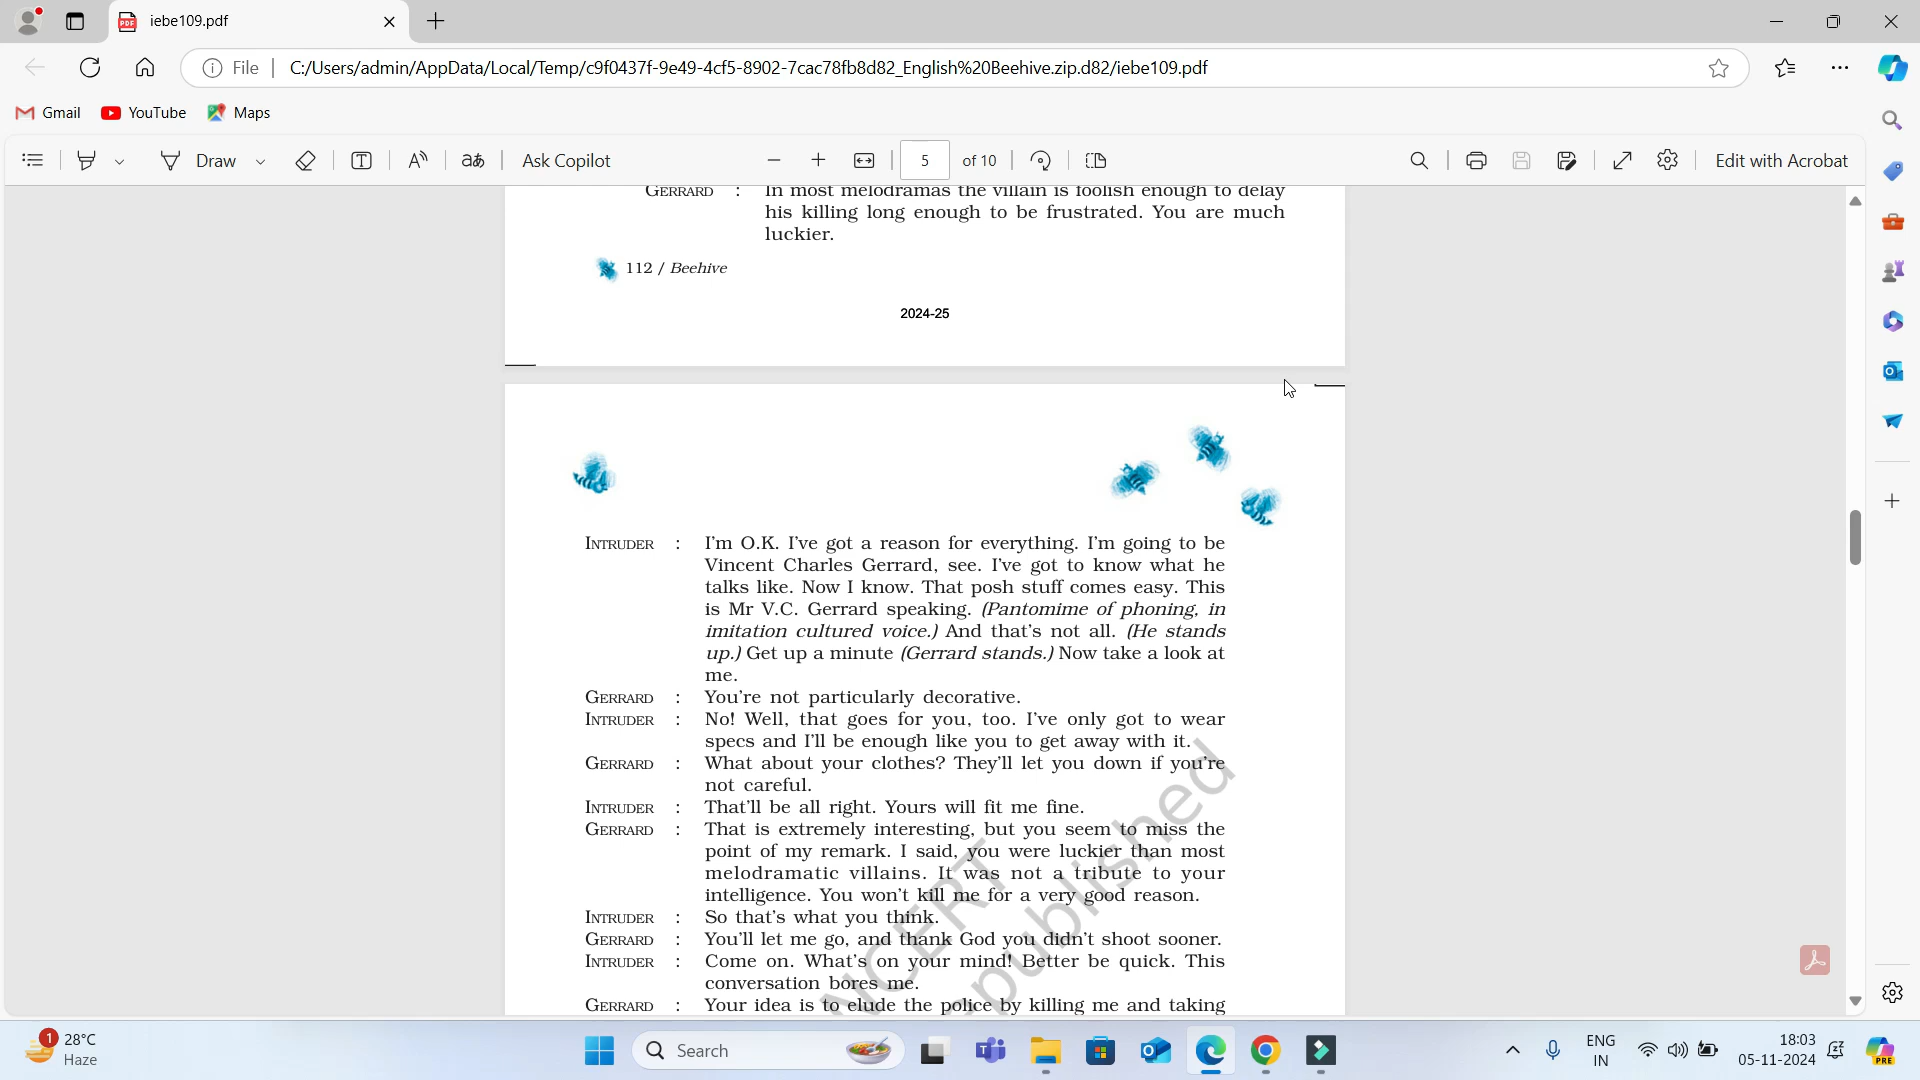 iebe109.pdf
File
C:/Users/admin/AppData/Local/Temp/c9f0437f-9e49-4cf5-8902-7cac78fb8d82_English%20Beehive.zip.d82/iebe109.pdf
Gmail
YouTube
Maps
Draw
aあ
Ask Copilot
5
of 10
Edit with Acrobat
GERRARD : In most melodramas the villain is foolish enough to delay
his killing long enough to be frustrated. You are much
luckier.
112 / Beehive
2024-25
INTRUDER : I'm O.K. I've got a reason for everything. I'm going to be
Vincent Charles Gerrard, see. I've got to know what he
talks like. Now I know. That posh stuff comes easy. This
is Mr V.C. Gerrard speaking. (Pantomime of phoning, in
imitation cultured voice.) And that's not all. (He stands
up.) Get up a minute (Gerrard stands.) Now take a look at
me.
GERRARD : You're not particularly decorative.
INTRUDER : No! Well, that goes for you, too. I've only got to wear
specs and I'll be enough like you to get away with it.
GERRARD : What about your clothes? They'll let you down if you're
not careful.
INTRUDER : That'll be all right. Yours will fit me fine.
GERRARD : That is extremely interesting, but you seem to miss the
point of my remark. I said, you were luckier than most
melodramatic villains. It was not a tribute to your
intelligence. You won't kill me for a very good reason.
INTRUDER : So that's what you think.
GERRARD : You'll let me go, and thank God you didn't shoot sooner.
INTRUDER : Come on. What's on your mind! Better be quick. This
conversation bores me.
GERRARD : Your idea is to elude the police by killing me and taking
NCERT
published
1
28°C
Haze
Search
ENG
IN
18:03
05-11-2024
PRE